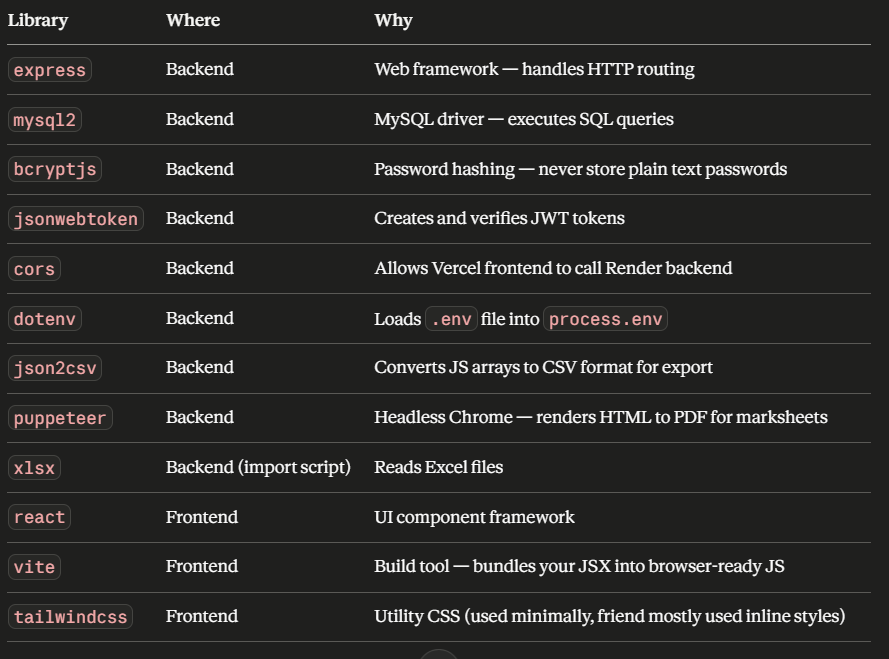 Library Where Why
express Backend Web framework — handles HTTP routing
mysql2 Backend MySQL driver — executes SQL queries
bcryptjs Backend Password hashing — never store plain text passwords
jsonwebtoken Backend Creates and verifies JWT tokens
cors Backend Allows Vercel frontend to call Render backend
dotenv Backend Loads .env file into process.env
json2csv Backend Converts JS arrays to CSV format for export
puppeteer Backend Headless Chrome — renders HTML to PDF for marksheets
xlsx Backend (import script) Reads Excel files
react Frontend UI component framework
vite Frontend Build tool — bundles your JSX into browser-ready JS
tailwindcss Frontend Utility CSS (used minimally, friend mostly used inline styles)